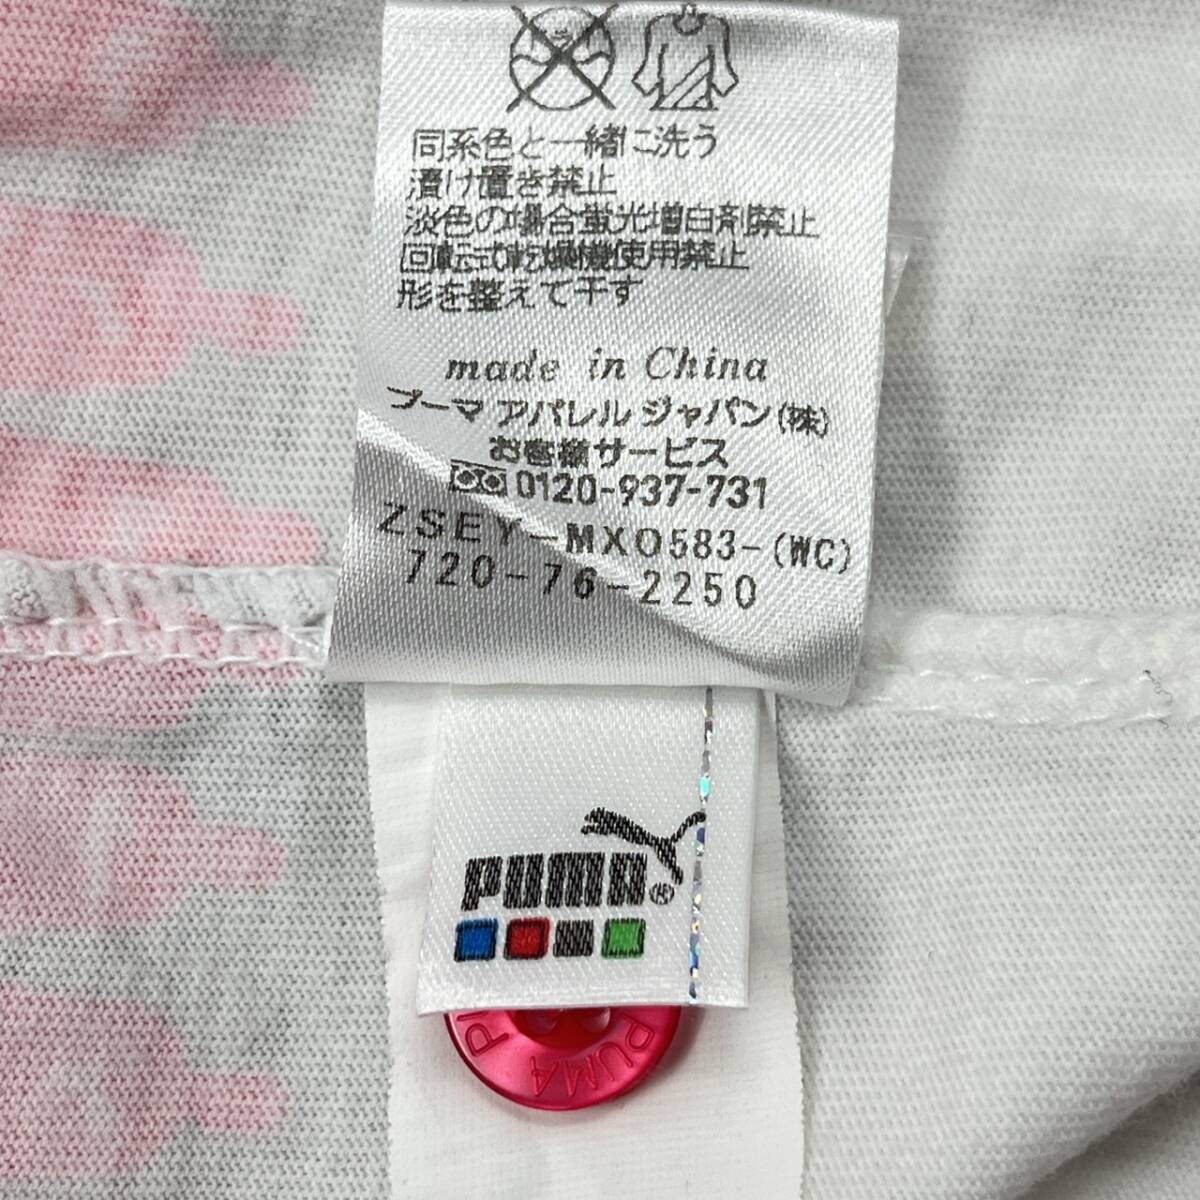 同系色と一緒に洗う
漬け置き禁止
淡色の場合蛍光増白剤禁止
回転式乾燥機使用禁止
形を整えて干す
made in China
プーマ アパレル ジャパン(株)
お客様サービス
0120-937-731
ZSEY-MX0583-(WC)
720-76-2250
PUMA®
PUMA PU